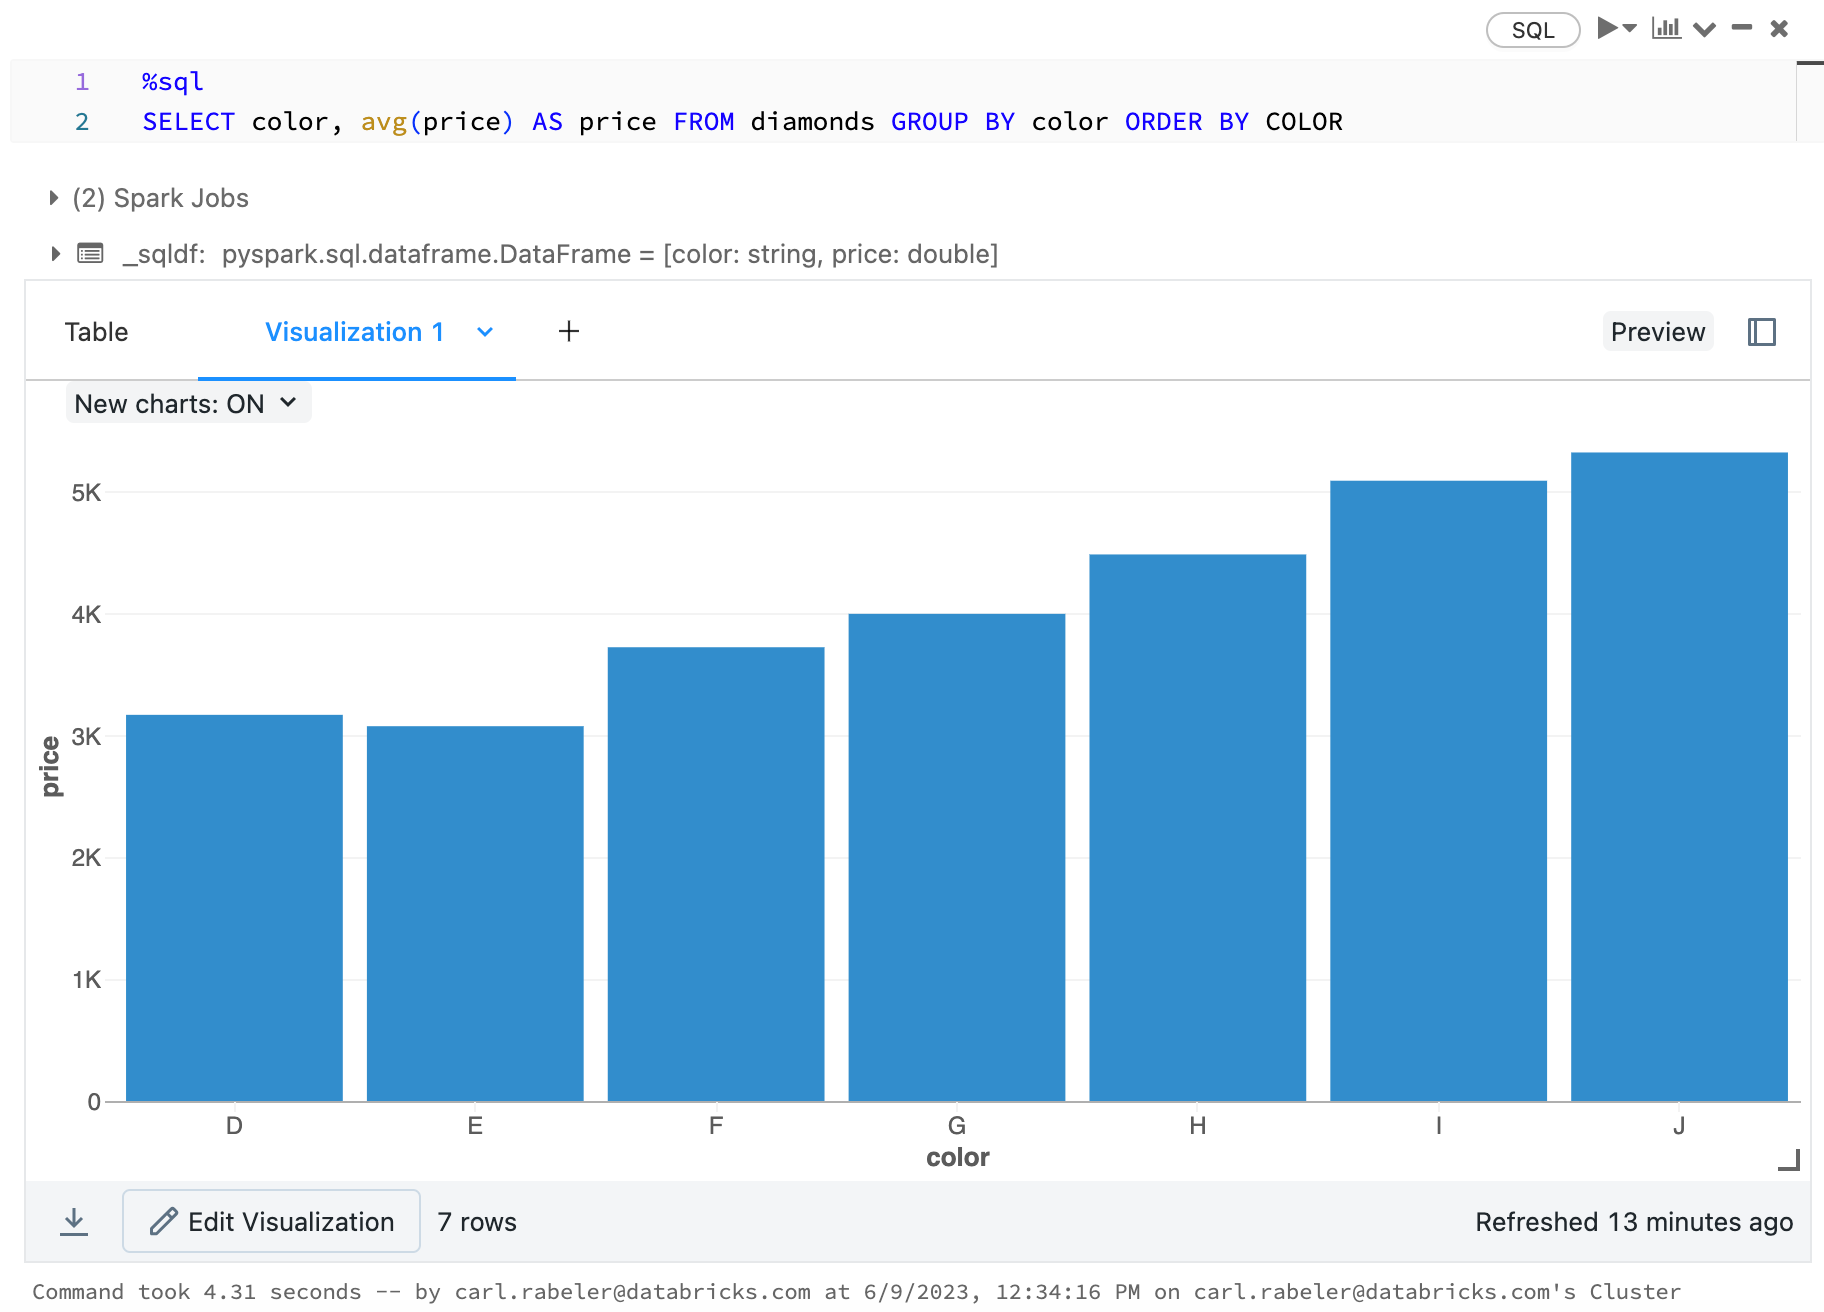 SQL
1 %sql
2 SELECT color, avg(price) AS price FROM diamonds GROUP BY color ORDER BY COLOR
(2) Spark Jobs
_sqldf: pyspark.sql.dataframe.DataFrame = [color: string, price: double]
Table Visualization 1 + Preview
New charts: ON
5K
4K
3K
2K
1K
0
price
D E F G H I J
color
Edit Visualization 7 rows Refreshed 13 minutes ago
Command took 4.31 seconds -- by carl.rabeler@databricks.com at 6/9/2023, 12:34:16 PM on carl.rabeler@databricks.com's Cluster